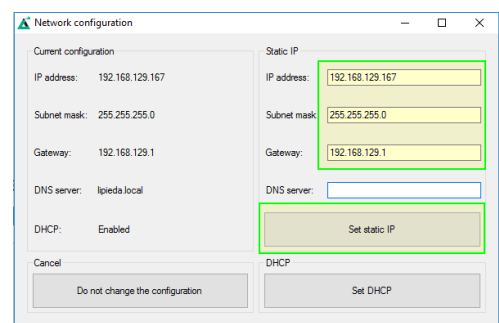 Network configuration
Current configuration
IP address: 192.168.129.167
Subnet mask: 255.255.255.0
Gateway: 192.168.129.1
DNS server: lipieda.local
DHCP: Enabled
Static IP
IP address: 192.168.129.167
Subnet mask 255.255.255.0
Gateway: 192.168.129.1
DNS server:
Set static IP
Cancel
Do not change the configuration
DHCP
Set DHCP